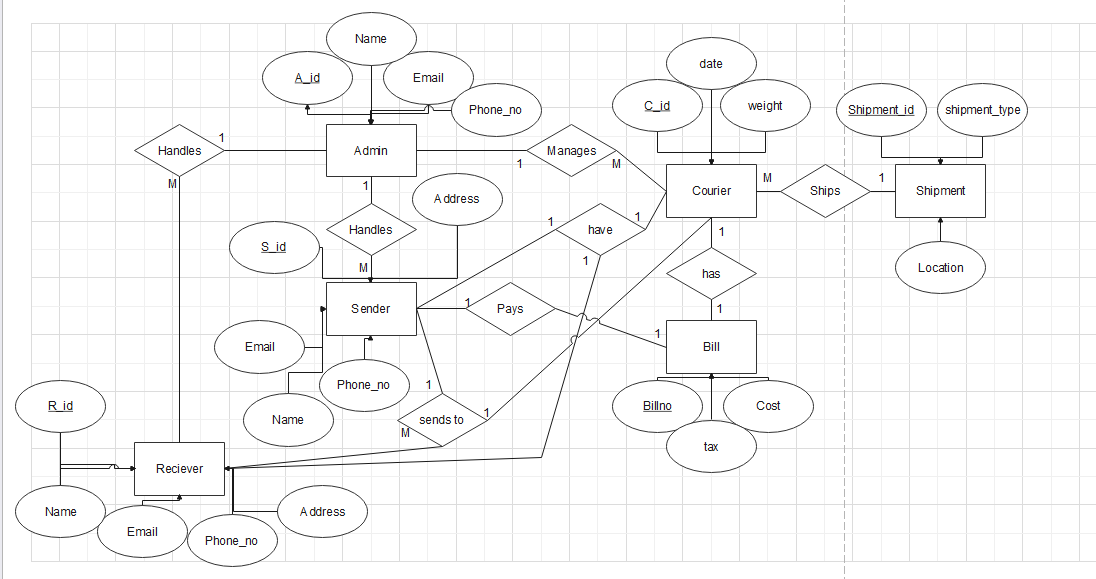 Name
A_id
Email
Phone_no
date
C_id
weight
Shipment_id
shipment_type
Handles
1
Admin
1
Manages
M
M
1
Handles
M
Address
S_id
1
have
1
1
Courier
M
Ships
1
Shipment
1
has
1
Location
Sender
1
Pays
1
Bill
Email
Phone_no
Name
1
sends to
1
M
Billno
Cost
tax
R_id
Reciever
Name
Email
Phone_no
Address